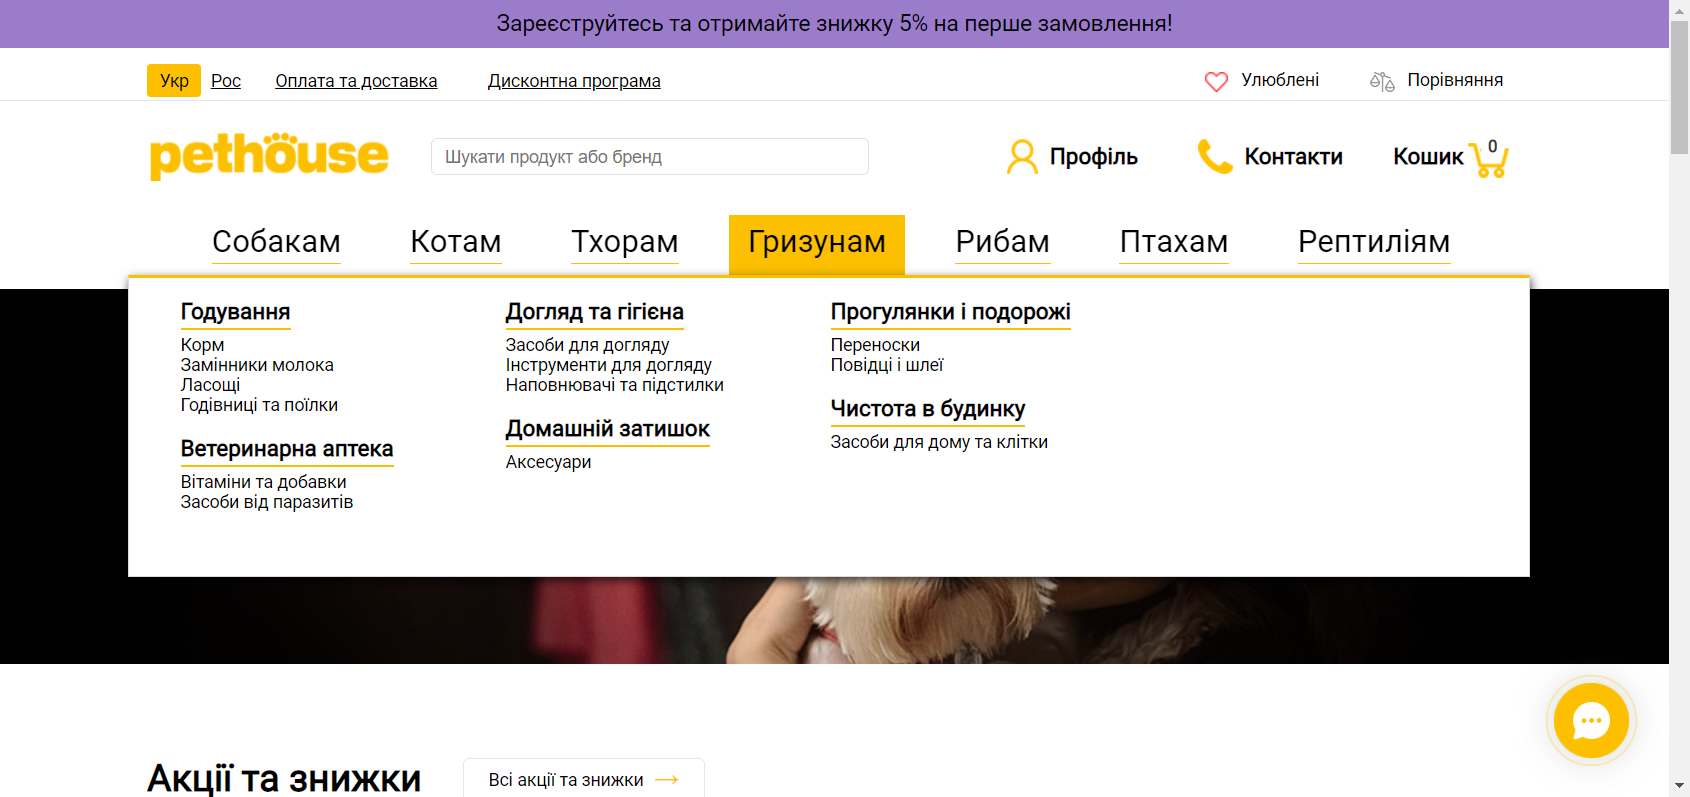 Зареєструйтесь та отримайте знижку 5% на перше замовлення!
Укр Рос Оплата та доставка Дисконтна програма Улюблені Порівняння
pethouse Шукати продукт або бренд Профіль Контакти Кошик 0
Собакам Котам Тхорам Гризунам Рибам Птахам Рептиліям
Годування
Корм
Замінники молока
Ласощі
Годівниці та поїлки
Ветеринарна аптека
Вітаміни та добавки
Засоби від паразитів
Догляд та гігієна
Засоби для догляду
Інструменти для догляду
Наповнювачі та підстилки
Домашній затишок
Аксесуари
Прогулянки і подорожі
Переноски
Повідці і шлеї
Чистота в будинку
Засоби для дому та клітки
Акції та знижки Всі акції та знижки